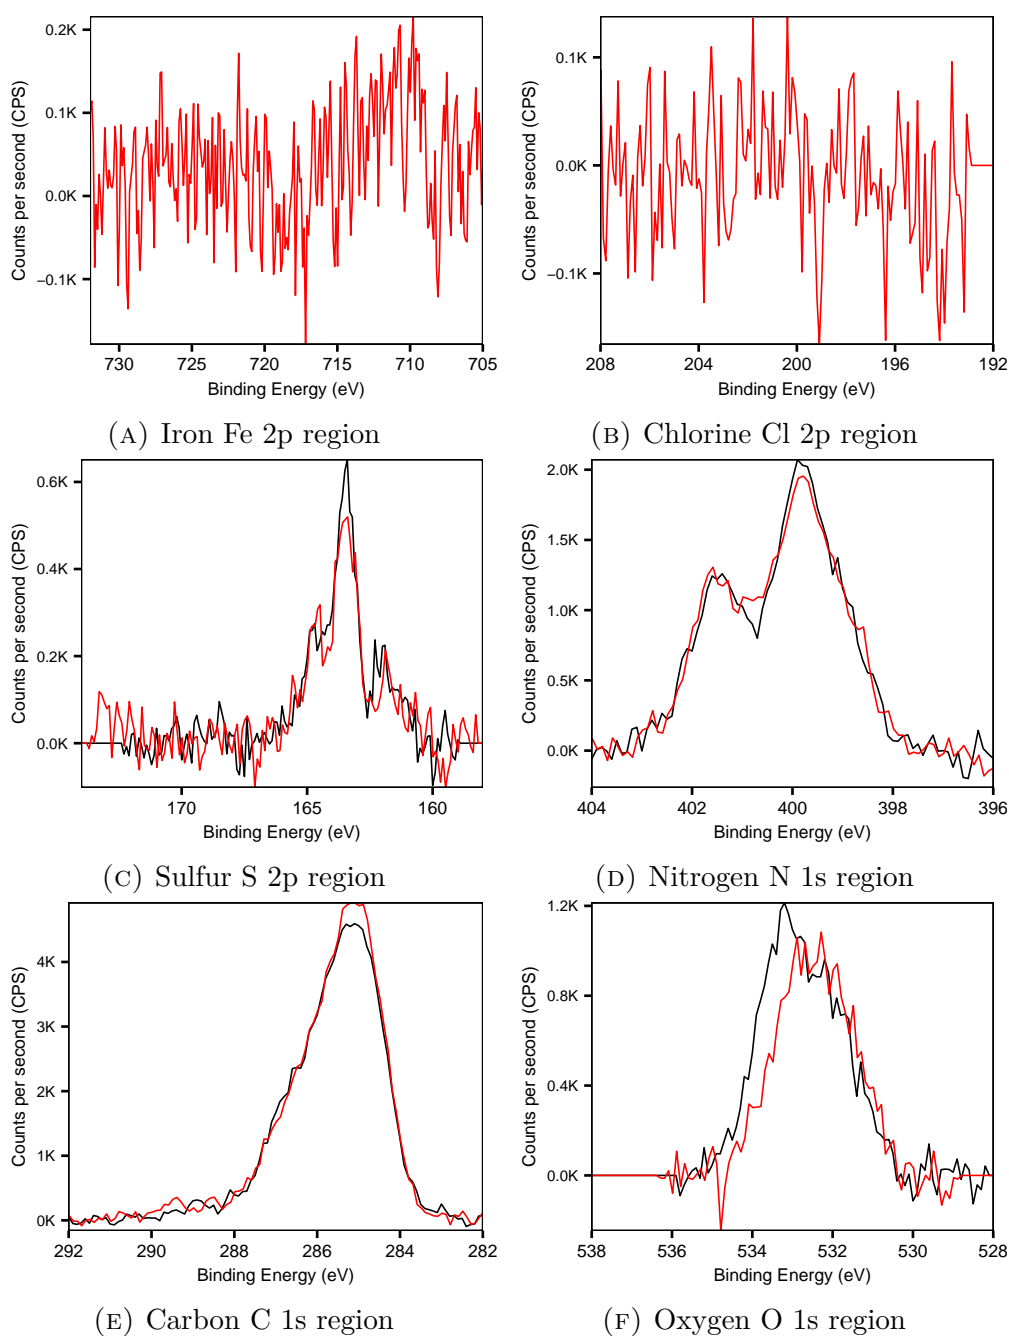 0.2K
0.1K
0.0K
−0.1K
Counts per second (CPS)
730 725 720 715 710 705
Binding Energy (eV)
(A) Iron Fe 2p region
0.1K
0.0K
−0.1K
Counts per second (CPS)
208 204 200 196 192
Binding Energy (eV)
(B) Chlorine Cl 2p region
0.6K
0.4K
0.2K
0.0K
Counts per second (CPS)
170 165 160
Binding Energy (eV)
(C) Sulfur S 2p region
2.0K
1.5K
1.0K
0.5K
0.0K
Counts per second (CPS)
404 402 400 398 396
Binding Energy (eV)
(D) Nitrogen N 1s region
4K
3K
2K
1K
0K
Counts per second (CPS)
292 290 288 286 284 282
Binding Energy (eV)
(E) Carbon C 1s region
1.2K
0.8K
0.4K
0.0K
Counts per second (CPS)
538 536 534 532 530 528
Binding Energy (eV)
(F) Oxygen O 1s region